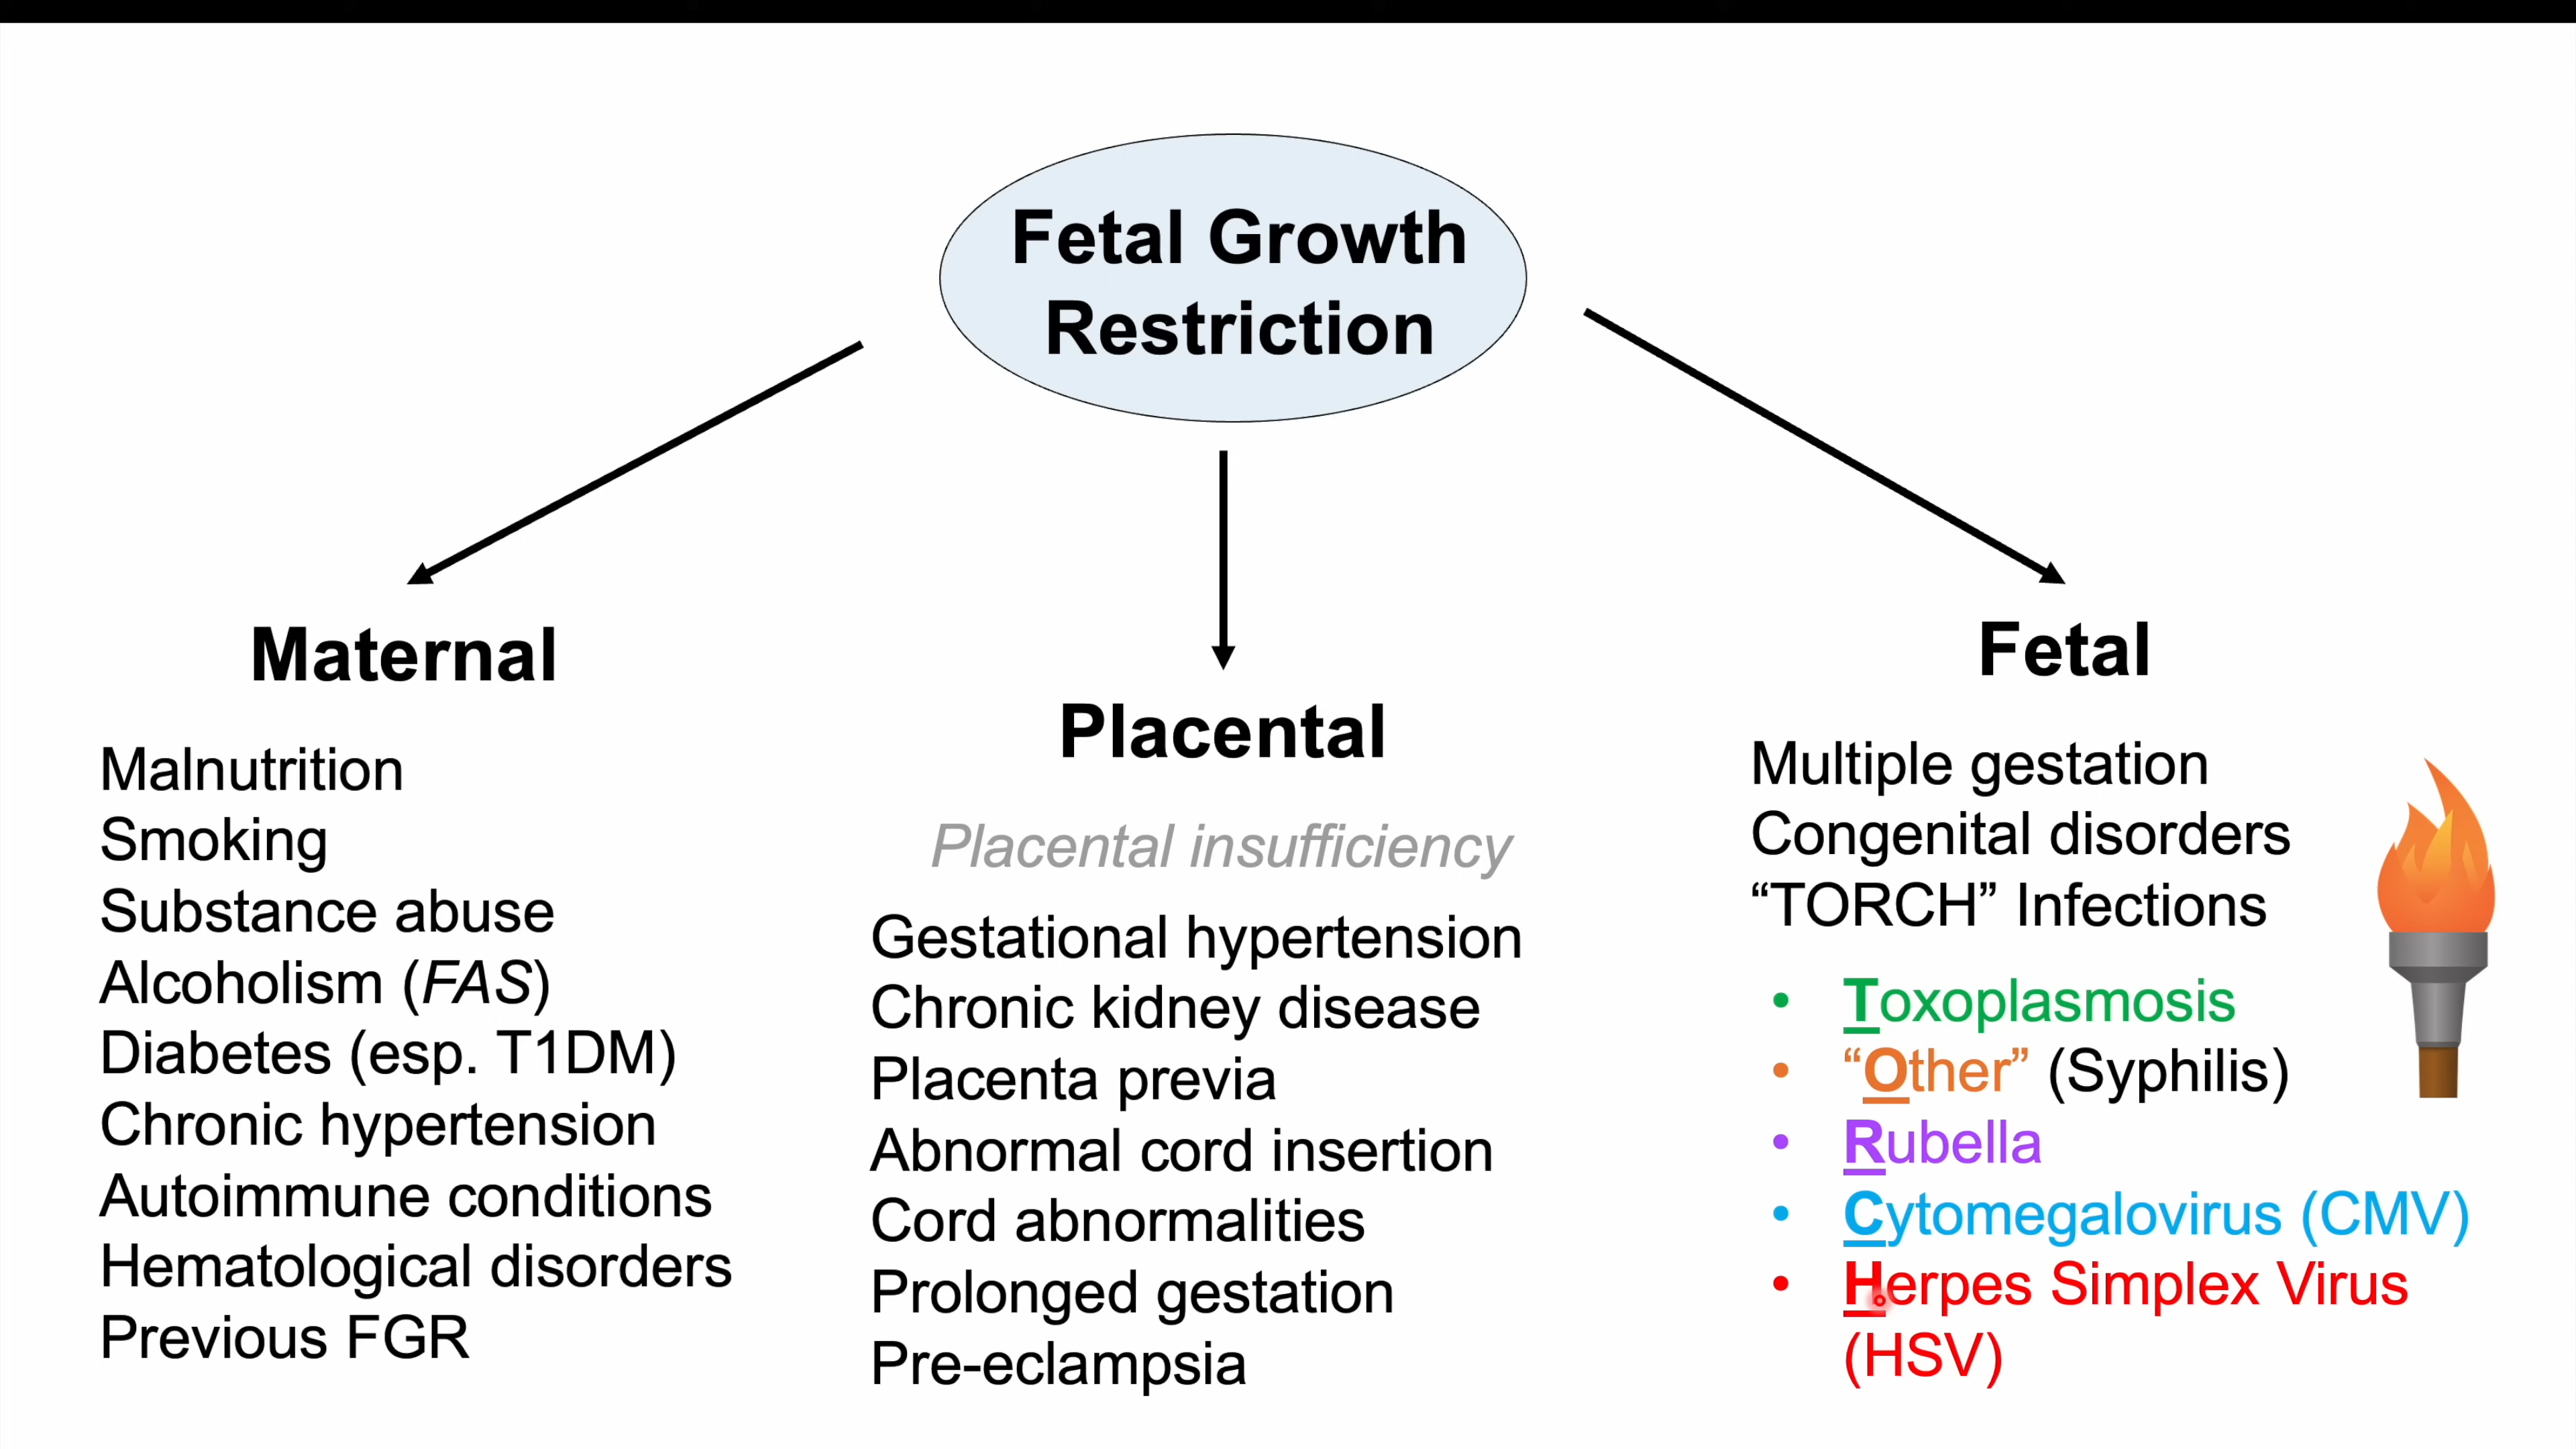 Fetal Growth
Restriction
Maternal
Malnutrition
Smoking
Substance abuse
Alcoholism (FAS)
Diabetes (esp. T1DM)
Chronic hypertension
Autoimmune conditions
Hematological disorders
Previous FGR
Placental
Placental insufficiency
Gestational hypertension
Chronic kidney disease
Placenta previa
Abnormal cord insertion
Cord abnormalities
Prolonged gestation
Pre-eclampsia
Fetal
Multiple gestation
Congenital disorders
“TORCH” Infections
• Toxoplasmosis
• “Other” (Syphilis)
• Rubella
• Cytomegalovirus (CMV)
• Herpes Simplex Virus
(HSV)